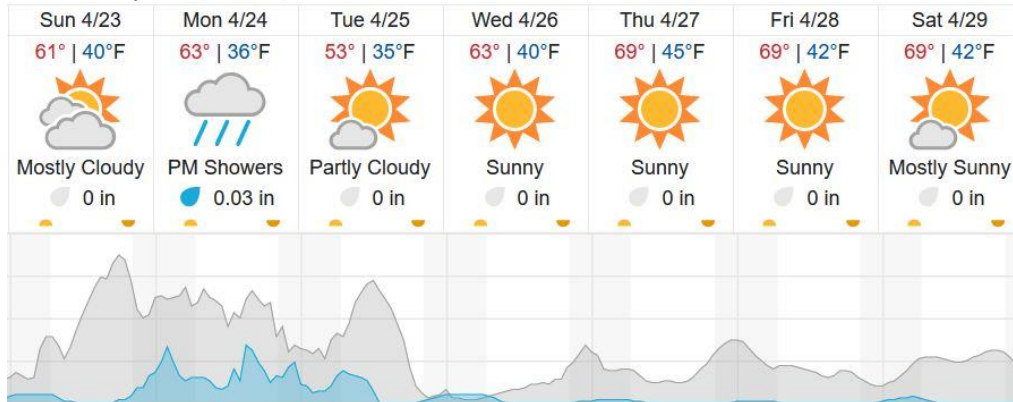 Sun 4/23 Mon 4/24 Tue 4/25 Wed 4/26 Thu 4/27 Fri 4/28 Sat 4/29
61° | 40°F 63° | 36°F 53° | 35°F 63° | 40°F 69° | 45°F 69° | 42°F 69° | 42°F
Mostly Cloudy PM Showers Partly Cloudy Sunny Sunny Sunny Mostly Sunny
0 in 0.03 in 0 in 0 in 0 in 0 in 0 in